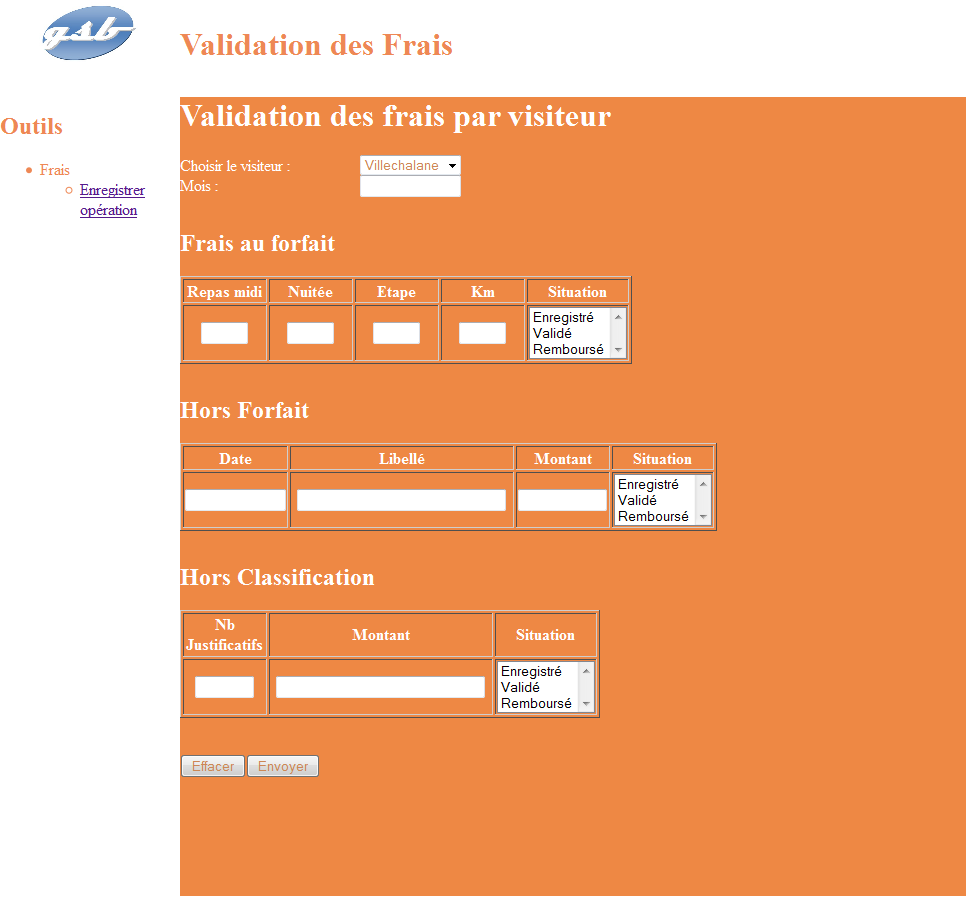 gsb
Validation des Frais
Outils
Frais
Enregistrer
opération
Validation des frais par visiteur
Choisir le visiteur : Villechalane
Mois :
Frais au forfait
Repas midi Nuitée Etape Km Situation
Enregistré
Validé
Remboursé
Hors Forfait
Date Libellé Montant Situation
Enregistré
Validé
Remboursé
Hors Classification
Nb
Justificatifs Montant Situation
Enregistré
Validé
Remboursé
Effacer Envoyer